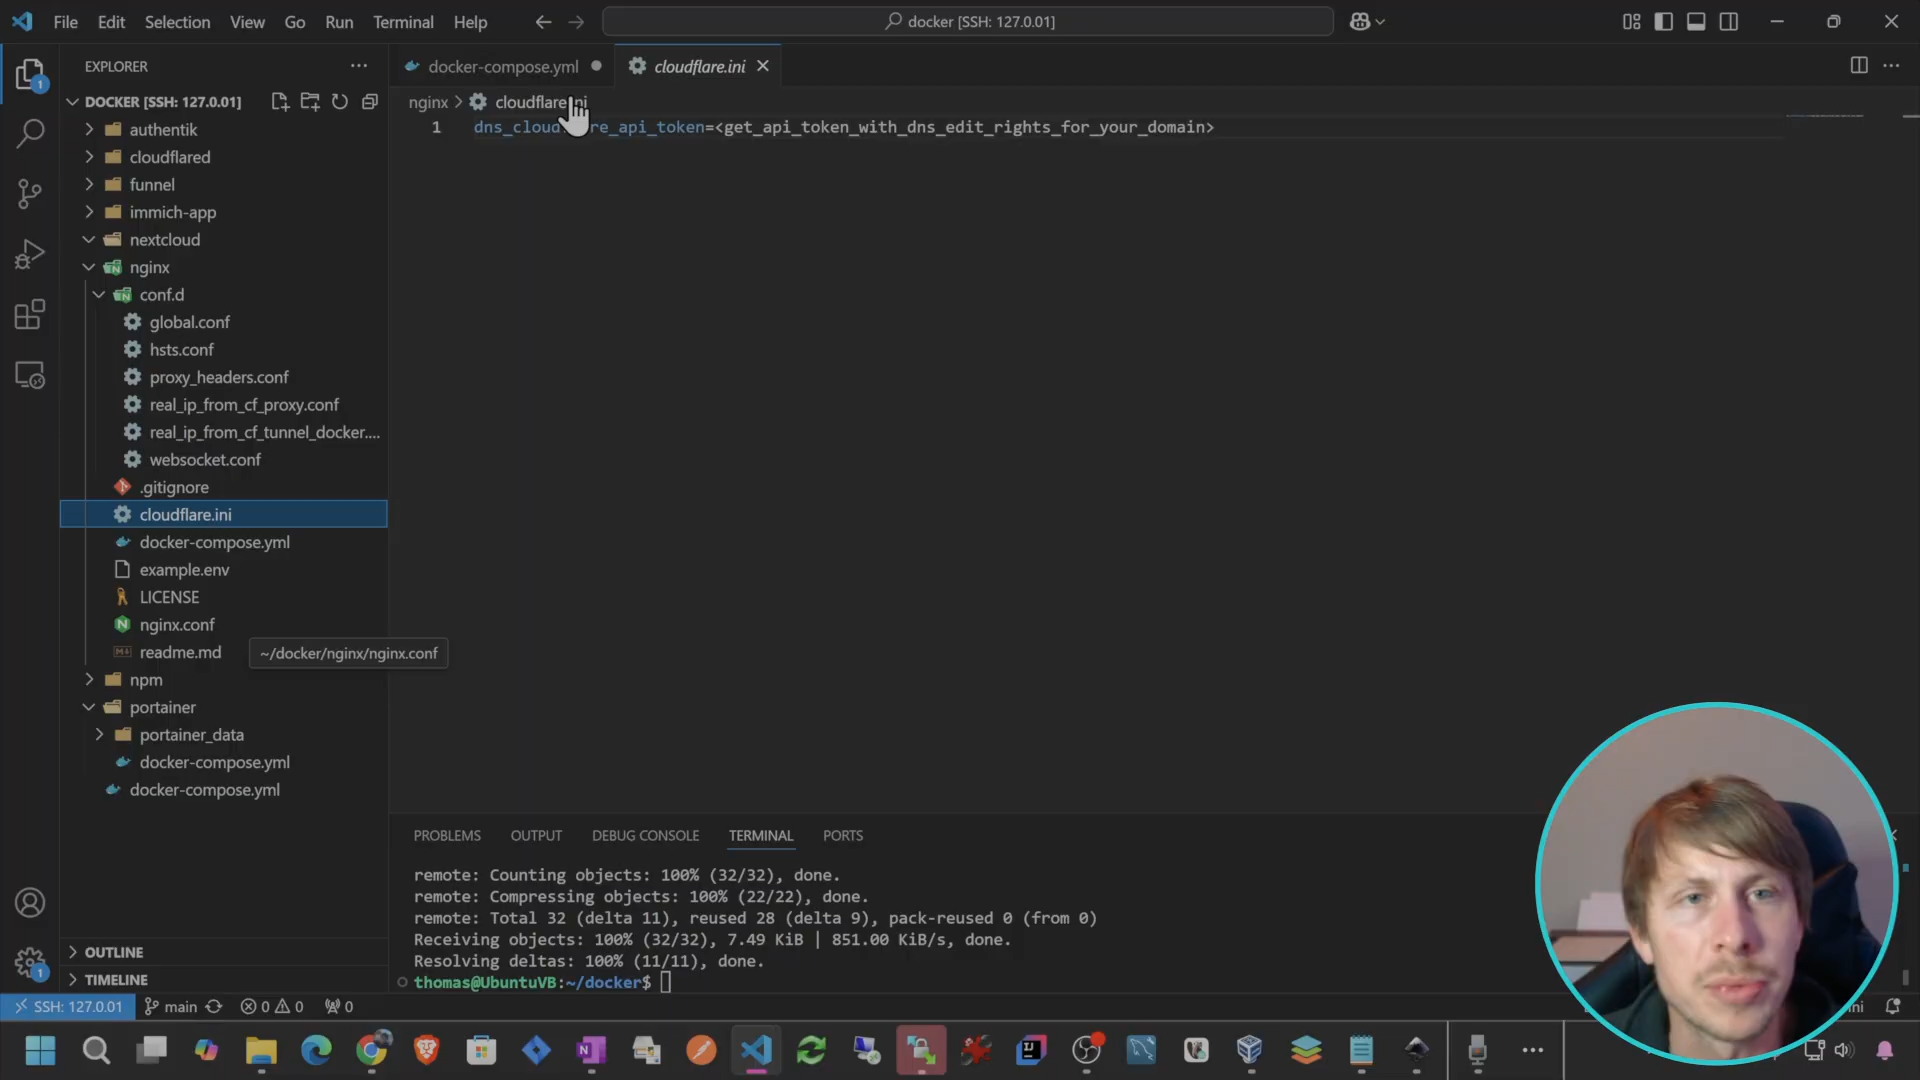 File Edit Selection View Go Run Terminal Help
docker [SSH: 127.0.01]
EXPLORER
docker-compose.yml
cloudflare.ini
DOCKER [SSH: 127.0.01]
nginx
1 dns_cloud re_api_token=<get_api_token_with_dns_edit_rights_for_your_domain>
authentik
cloudflared
funnel
immich-app
nextcloud
nginx
conf.d
global.conf
hsts.conf
proxy_headers.conf
real_ip_from_cf_proxy.conf
real_ip_from_cf_tunnel_docker....
websocket.conf
.gitignore
cloudflare.ini
docker-compose.yml
example.env
LICENSE
nginx.conf
readme.md
~/docker/nginx/nginx.conf
npm
portainer
portainer_data
docker-compose.yml
docker-compose.yml
PROBLEMS OUTPUT DEBUG CONSOLE TERMINAL PORTS
remote: Counting objects: 100% (32/32), done.
remote: Compressing objects: 100% (22/22), done.
remote: Total 32 (delta 11), reused 28 (delta 9), pack-reused 0 (from 0)
Receiving objects: 100% (32/32), 7.49 KiB | 851.00 KiB/s, done.
Resolving deltas: 100% (11/11), done.
thomas@UbuntuVB:~/docker$
OUTLINE
TIMELINE
SSH: 127.0.01 main 0 0 0